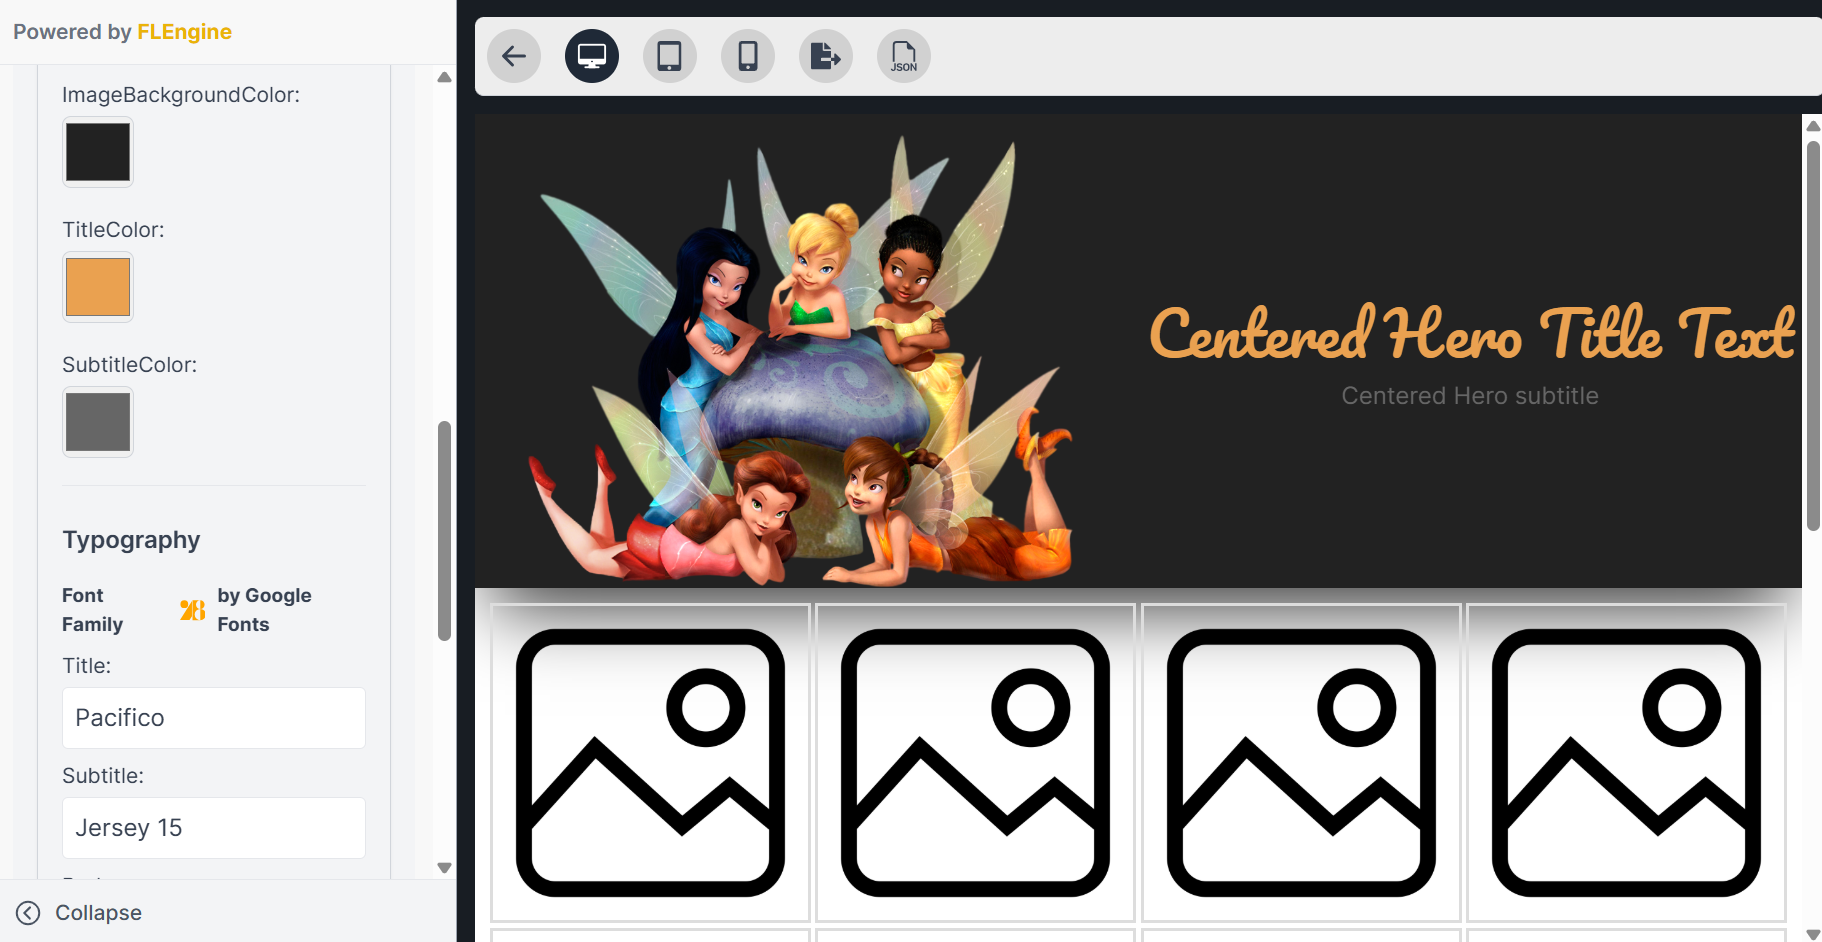 Powered by FLEngine
ImageBackgroundColor:
TitleColor:
SubtitleColor:
Typography
Font Family
by Google Fonts
Title:
Pacifico
Subtitle:
Jersey 15
Collapse
JSON
Centered Hero Title Text
Centered Hero subtitle